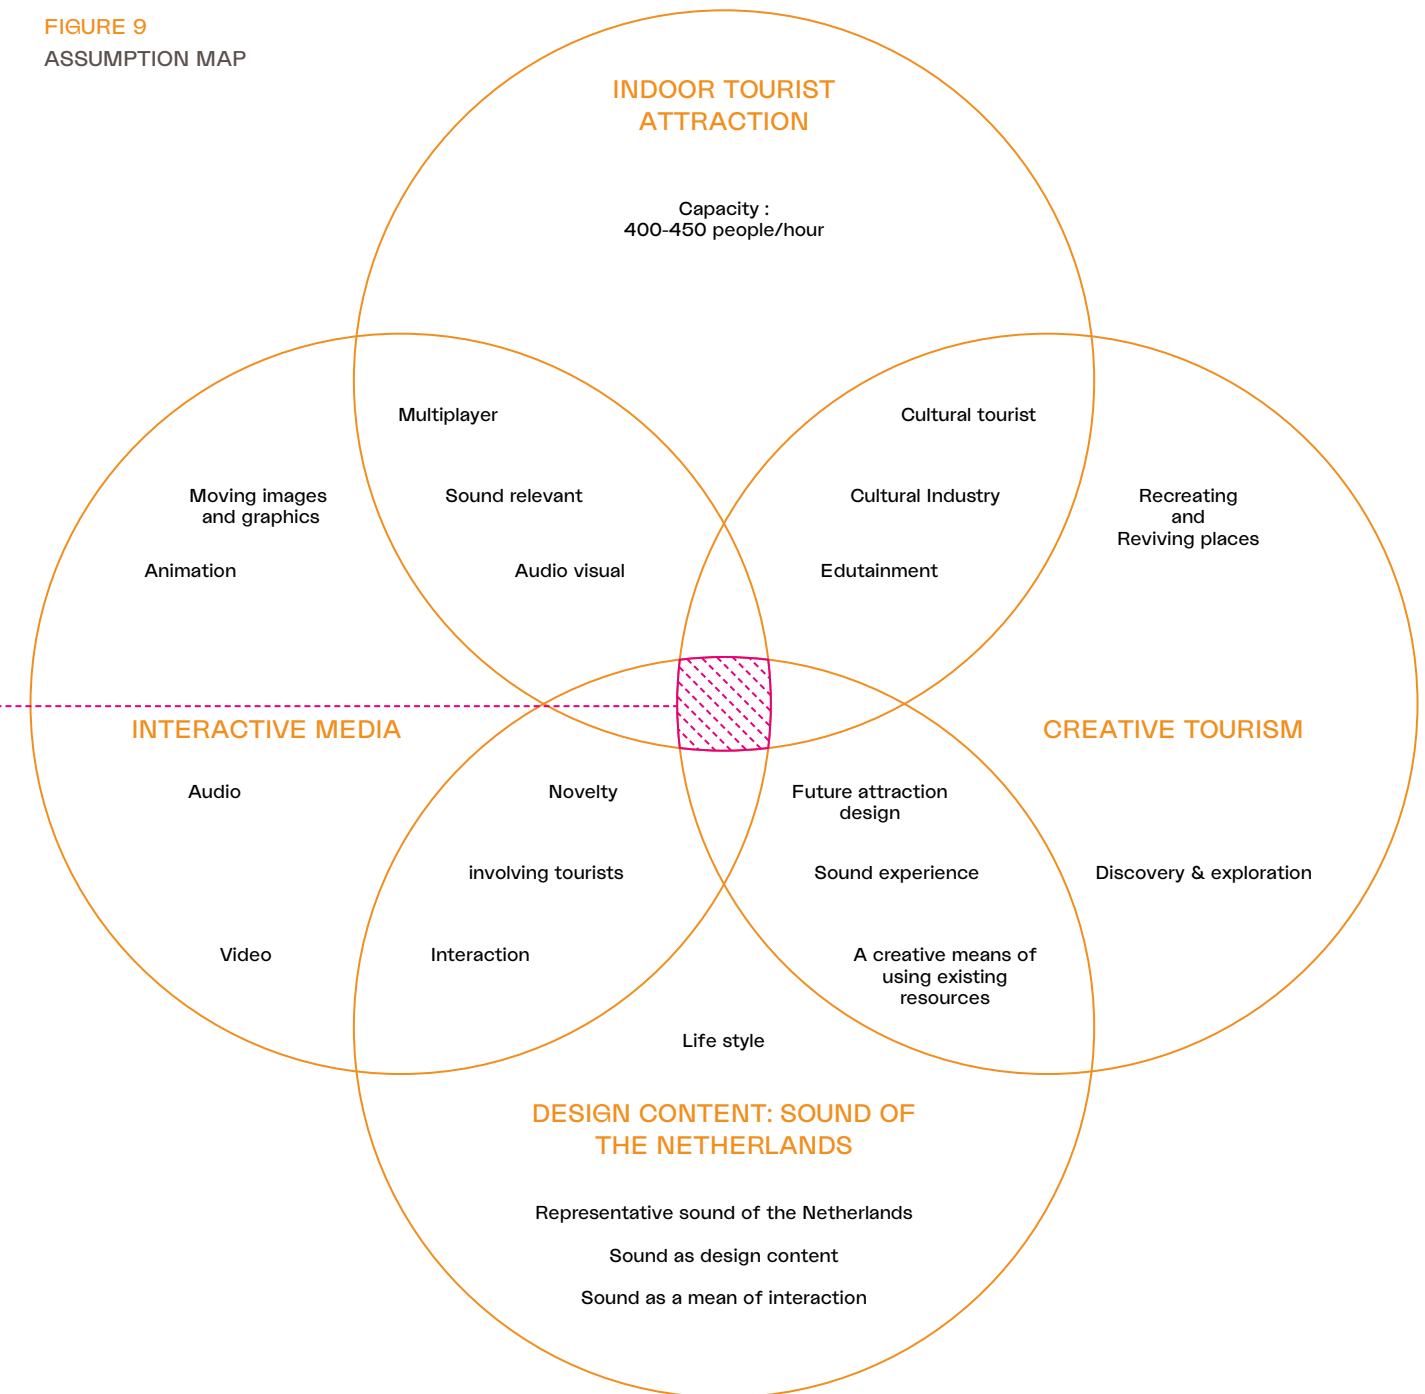 FIGURE 9
ASSUMPTION MAP
INDOOR TOURIST
ATTRACTION
Capacity :
400-450 people/hour
Multiplayer
Cultural tourist
Moving images
and graphics
Sound relevant
Cultural Industry
Recreating
and
Reviving places
Animation
Audio visual
Edutainment
INTERACTIVE MEDIA
CREATIVE TOURISM
Audio
Novelty
Future attraction
design
involving tourists
Sound experience
Discovery & exploration
Video
Interaction
A creative means of
using existing
resources
Life style
DESIGN CONTENT: SOUND OF
THE NETHERLANDS
Representative sound of the Netherlands
Sound as design content
Sound as a mean of interaction